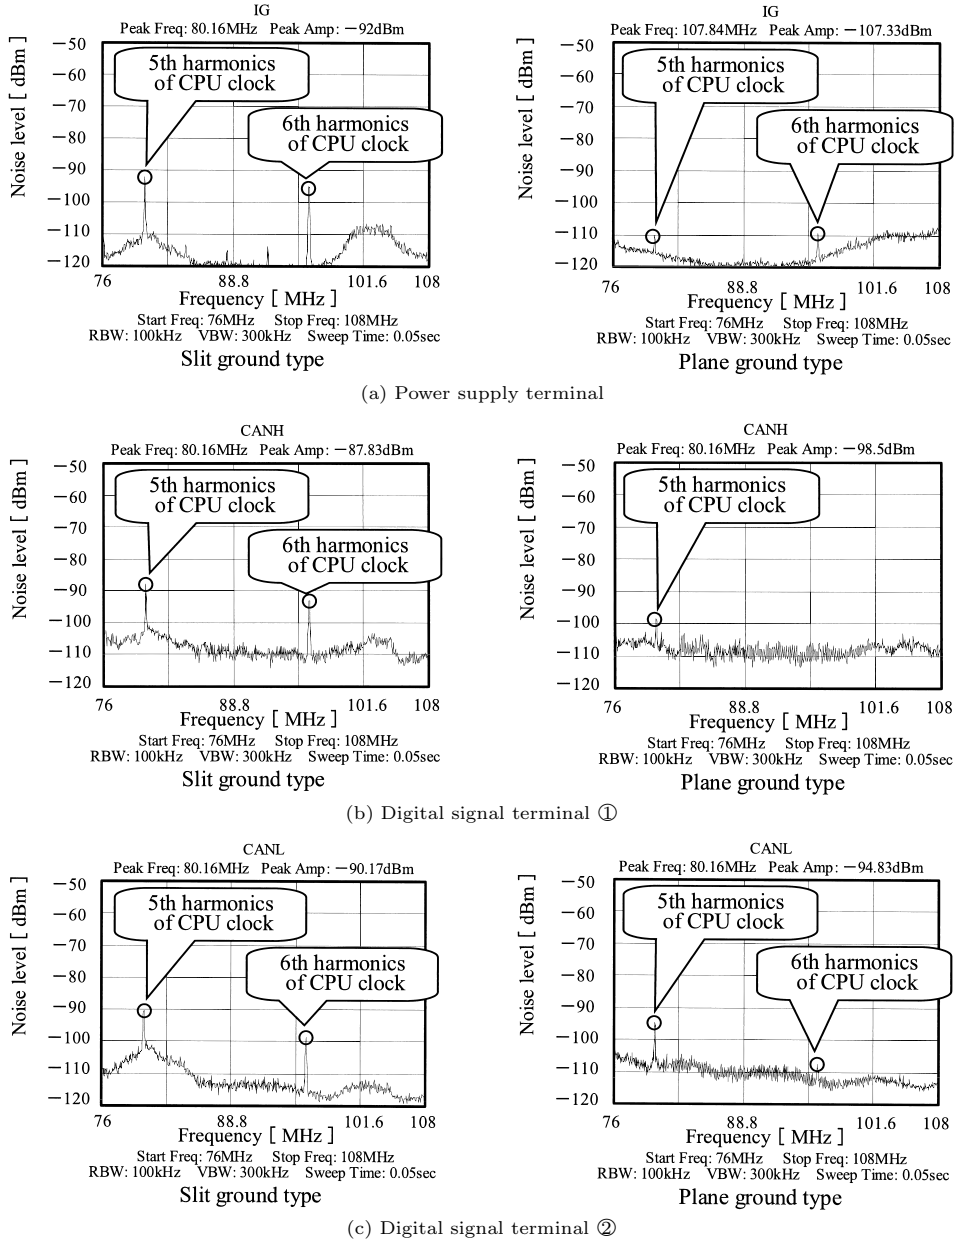 IG
Peak Freq: 80.16MHz Peak Amp: －92dBm
Noise level [ dBm ]
－50
－60
－70
－80
－90
－100
－110
－120
5th harmonics
of CPU clock
6th harmonics
of CPU clock
76 88.8 101.6 108
Frequency [ MHz ]
Start Freq: 76MHz Stop Freq: 108MHz
RBW: 100kHz VBW: 300kHz Sweep Time: 0.05sec
Slit ground type
IG
Peak Freq: 107.84MHz Peak Amp: －107.33dBm
Noise level [ dBm ]
－50
－60
－70
－80
－90
－100
－110
－120
5th harmonics
of CPU clock
6th harmonics
of CPU clock
76 88.8 101.6 108
Frequency [ MHz ]
Start Freq: 76MHz Stop Freq: 108MHz
RBW: 100kHz VBW: 300kHz Sweep Time: 0.05sec
Plane ground type
(a) Power supply terminal
CANH
Peak Freq: 80.16MHz Peak Amp: －87.83dBm
Noise level [ dBm ]
－50
－60
－70
－80
－90
－100
－110
－120
5th harmonics
of CPU clock
6th harmonics
of CPU clock
76 88.8 101.6 108
Frequency [ MHz ]
Start Freq: 76MHz Stop Freq: 108MHz
RBW: 100kHz VBW: 300kHz Sweep Time: 0.05sec
Slit ground type
CANH
Peak Freq: 80.16MHz Peak Amp: －98.5dBm
Noise level [ dBm ]
－50
－60
－70
－80
－90
－100
－110
－120
5th harmonics
of CPU clock
76 88.8 101.6 108
Frequency [ MHz ]
Start Freq: 76MHz Stop Freq: 108MHz
RBW: 100kHz VBW: 300kHz Sweep Time: 0.05sec
Plane ground type
(b) Digital signal terminal ①
CANL
Peak Freq: 80.16MHz Peak Amp: －90.17dBm
Noise level [ dBm ]
－50
－60
－70
－80
－90
－100
－110
－120
5th harmonics
of CPU clock
6th harmonics
of CPU clock
76 88.8 101.6 108
Frequency [ MHz ]
Start Freq: 76MHz Stop Freq: 108MHz
RBW: 100kHz VBW: 300kHz Sweep Time: 0.05sec
Slit ground type
CANL
Peak Freq: 80.16MHz Peak Amp: －94.83dBm
Noise level [ dBm ]
－50
－60
－70
－80
－90
－100
－110
－120
5th harmonics
of CPU clock
6th harmonics
of CPU clock
76 88.8 101.6 108
Frequency [ MHz ]
Start Freq: 76MHz Stop Freq: 108MHz
RBW: 100kHz VBW: 300kHz Sweep Time: 0.05sec
Plane ground type
(c) Digital signal terminal ②